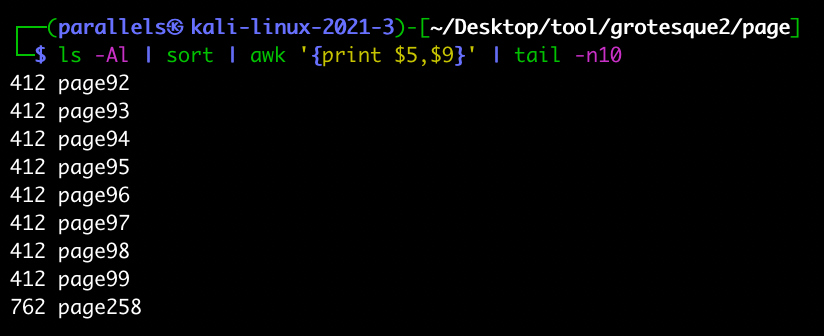 ┌──(parallels㉿kali-linux-2021-3)-[~/Desktop/tool/grotesque2/page]
└─$ ls -Al | sort | awk '{print $5,$9}' | tail -n10
412 page92
412 page93
412 page94
412 page95
412 page96
412 page97
412 page98
412 page99
762 page258